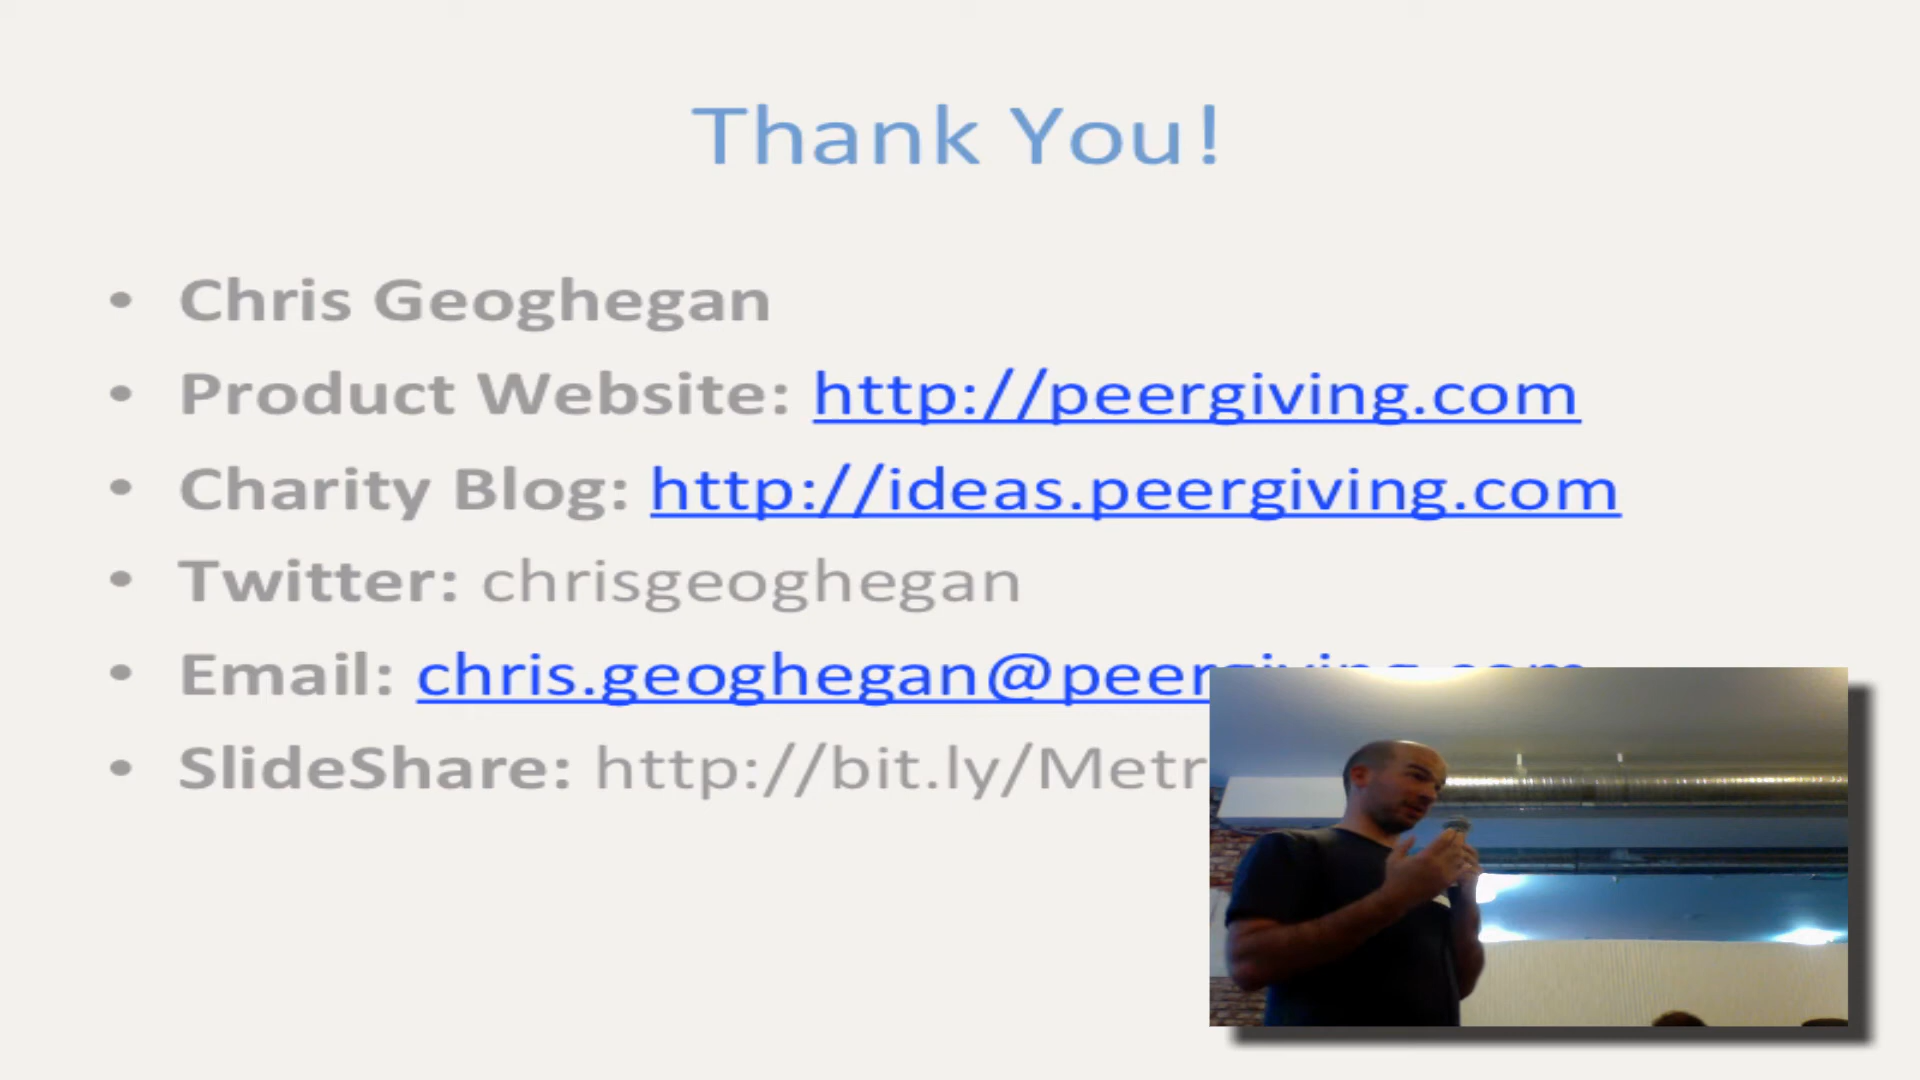 Thank You!
• Chris Geoghegan
• Product Website: http://peergiving.com
• Charity Blog: http://ideas.peergiving.com
• Twitter: chrisgeoghegan
• Email: chris.geoghegan@peergiving.com
• SlideShare: http://bit.ly/Metr